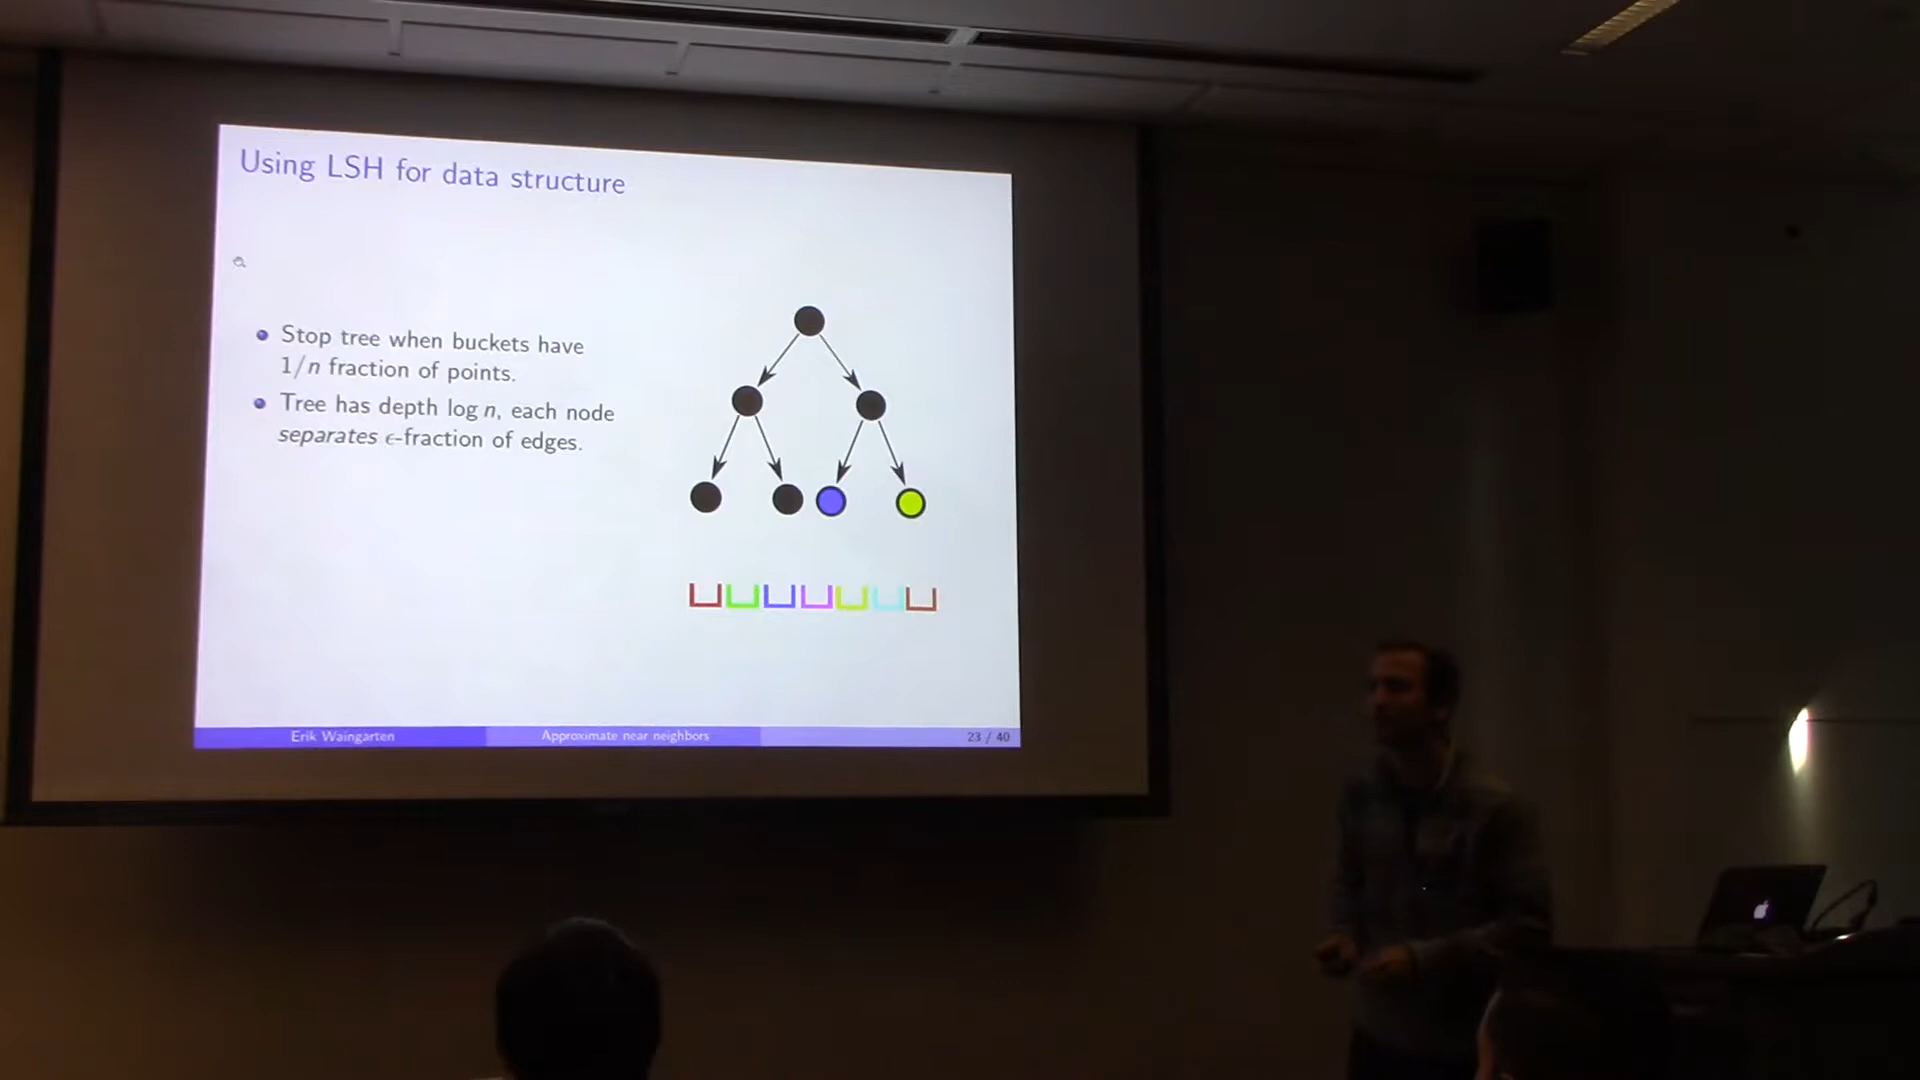 Using LSH for data structure
Stop tree when buckets have
1/n fraction of points.
Tree has depth log n, each node
separates ϵ-fraction of edges.
Erik Waingarten
Approximate near neighbors
23 / 40